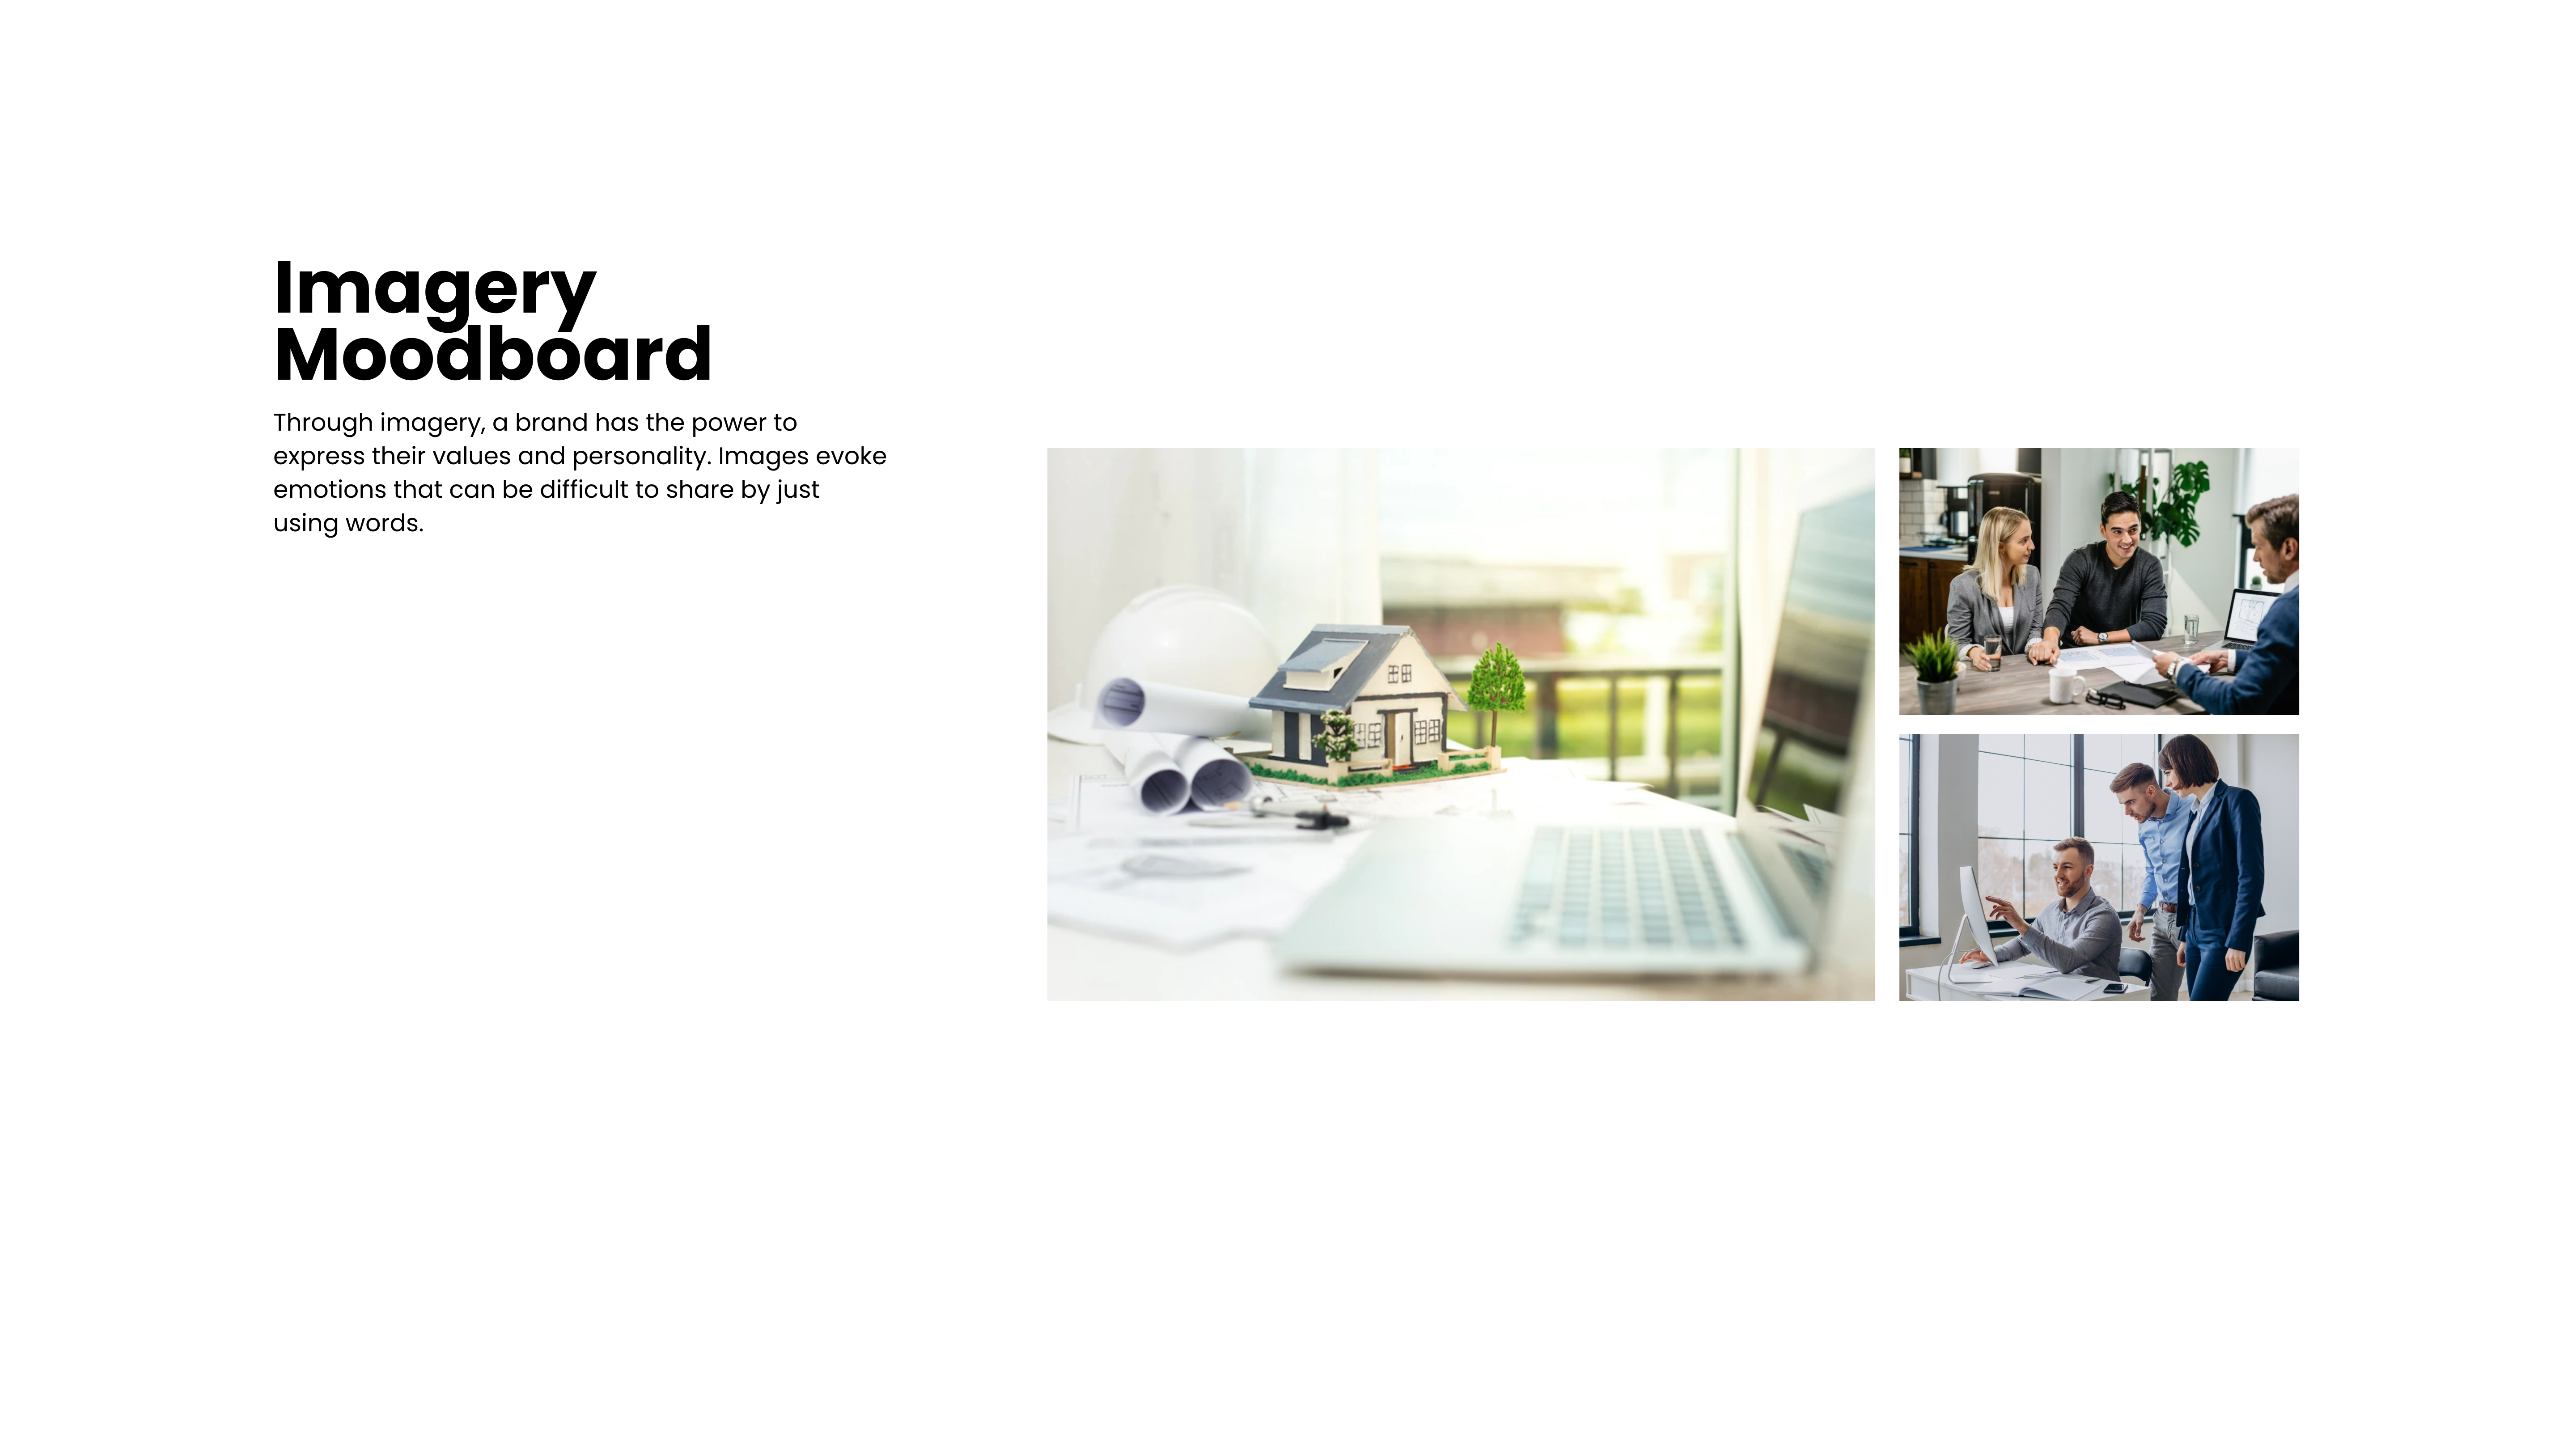 Imagery
Moodboard
Through imagery, a brand has the power to
express their values and personality. Images evoke
emotions that can be difficult to share by just
using words.